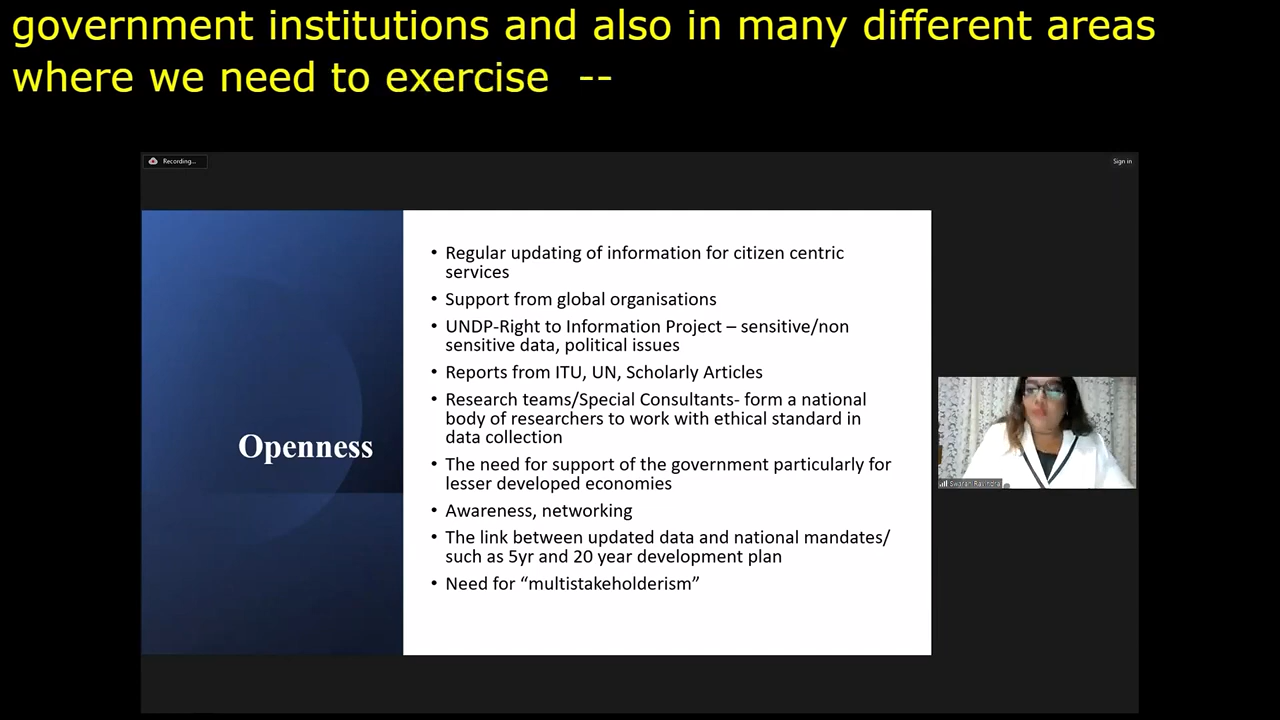 government institutions and also in many different areas
where we need to exercise --
Recording...
Sign in
Openness
• Regular updating of information for citizen centric
services
• Support from global organisations
• UNDP-Right to Information Project – sensitive/non
sensitive data, political issues
• Reports from ITU, UN, Scholarly Articles
• Research teams/Special Consultants- form a national
body of researchers to work with ethical standard in
data collection
• The need for support of the government particularly for
lesser developed economies
• Awareness, networking
• The link between updated data and national mandates/
such as 5yr and 20 year development plan
• Need for “multistakeholderism”
Swaran Ravindra